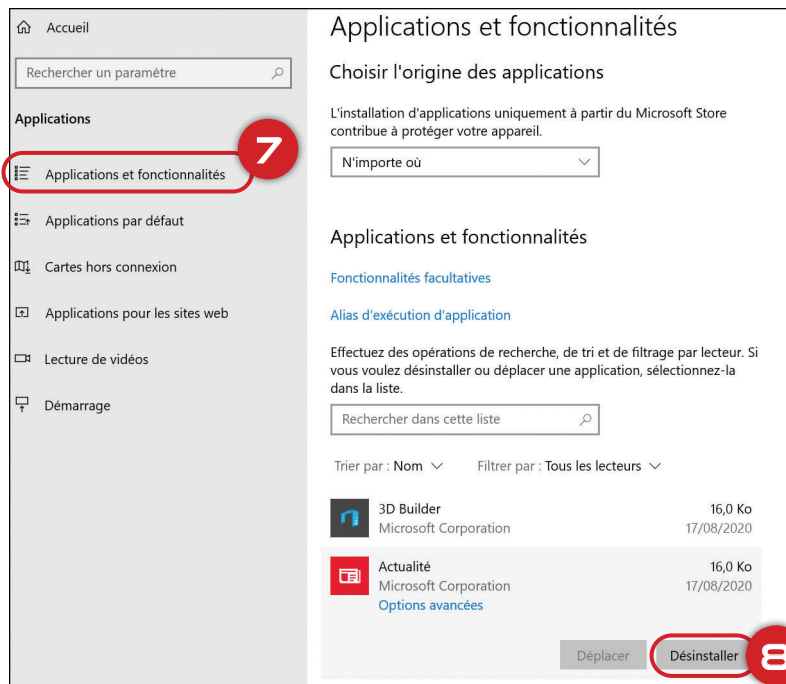 Accueil
Rechercher un paramètre
Applications
7
Applications et fonctionnalités
Applications par défaut
Cartes hors connexion
Applications pour les sites web
Lecture de vidéos
Démarrage
Applications et fonctionnalités
Choisir l'origine des applications
L'installation d'applications uniquement à partir du Microsoft Store
contribue à protéger votre appareil.
N'importe où
Applications et fonctionnalités
Fonctionnalités facultatives
Alias d'exécution d'application
Effectuez des opérations de recherche, de tri et de filtrage par lecteur. Si
vous voulez désinstaller ou déplacer une application, sélectionnez-la
dans la liste.
Rechercher dans cette liste
Trier par : Nom Filtrer par : Tous les lecteurs
3D Builder 16,0 Ko
Microsoft Corporation 17/08/2020
Actualité 16,0 Ko
Microsoft Corporation 17/08/2020
Options avancées
Déplacer Désinstaller 8